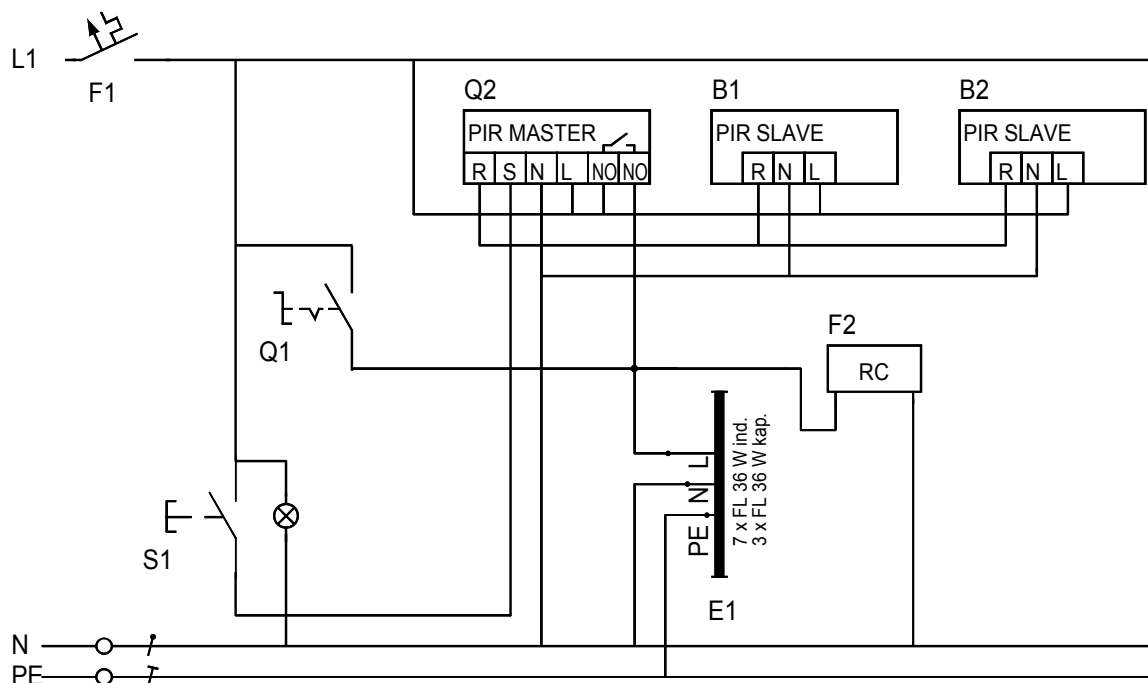 L1
F1
Q2
B1
B2
PIR MASTER
PIR SLAVE
PIR SLAVE
R S N L NO NO
R N L
R N L
Q1
F2
RC
L
N
PE
7 x FL 36 W ind.
3 x FL 36 W kap.
S1
E1
N
PE